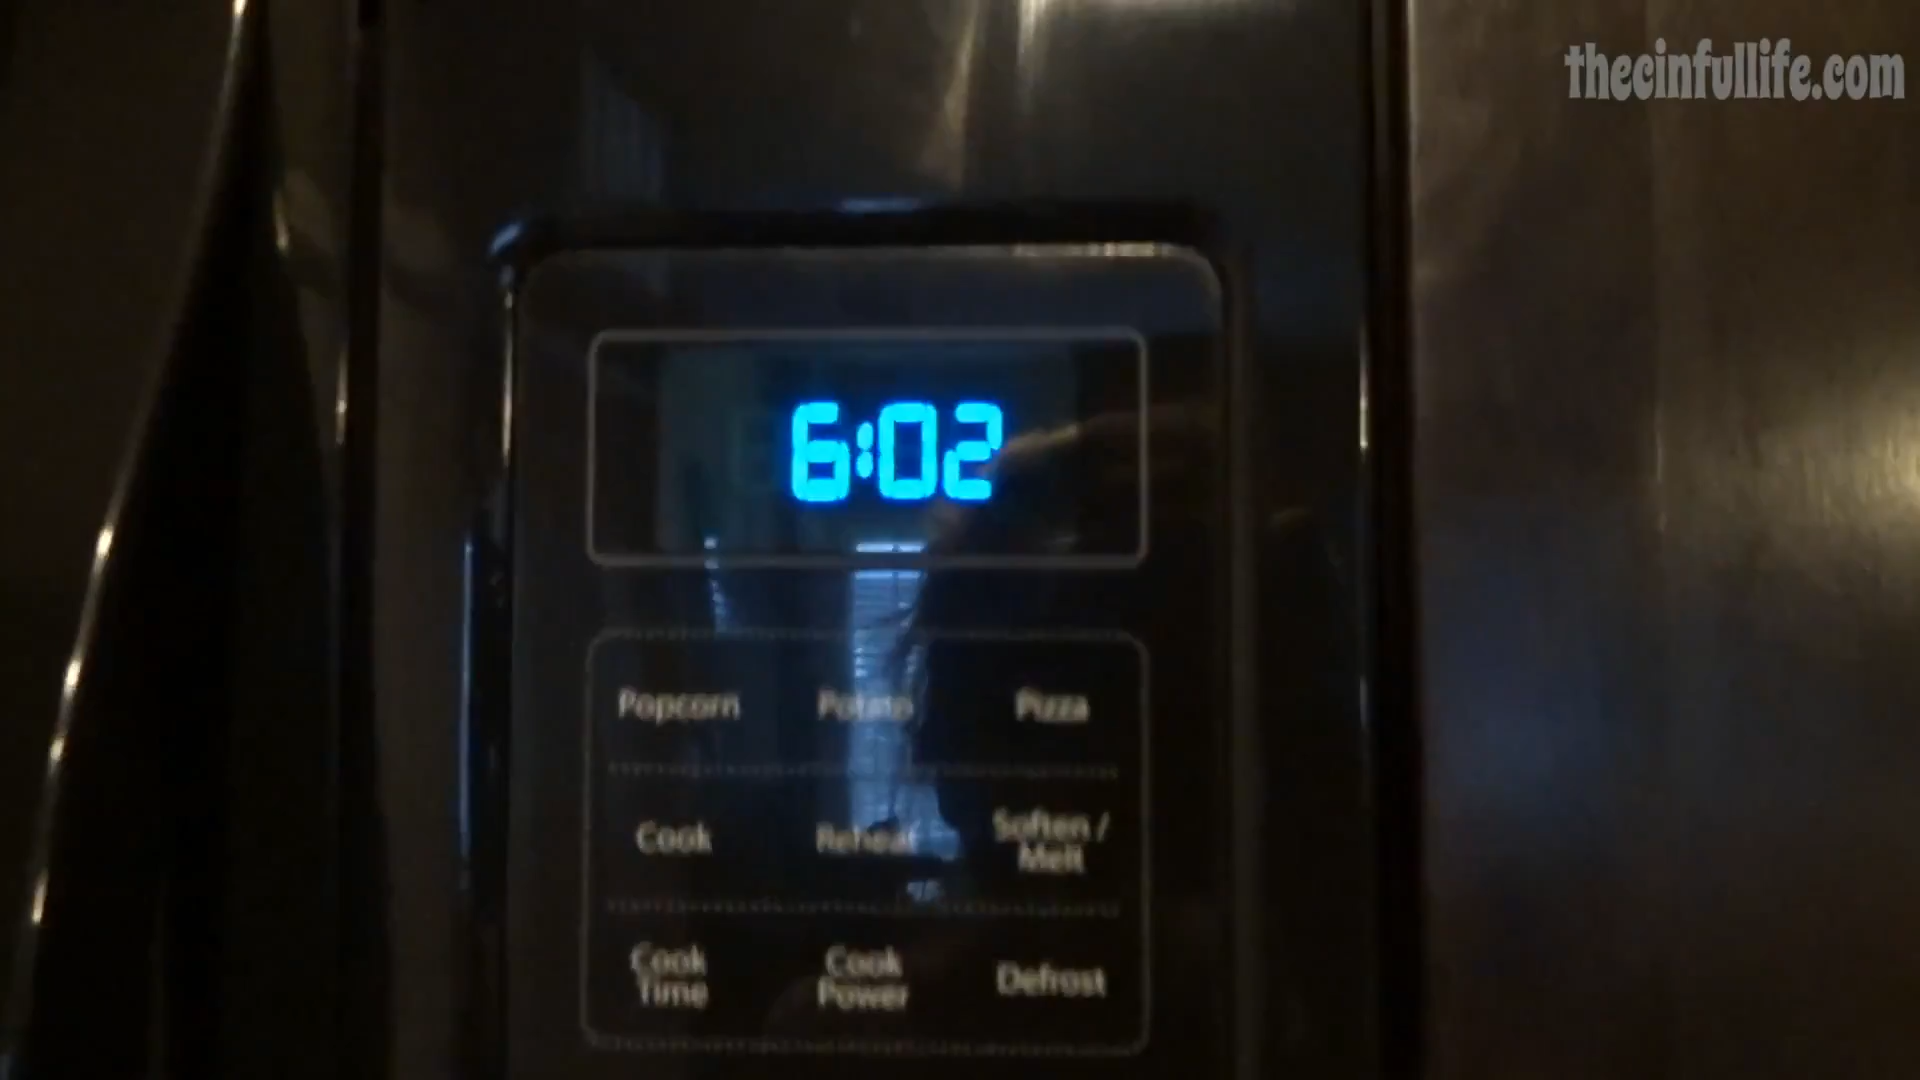 thecinfullife.com
6:02
Popcorn Potato Pizza
Cook Reheat Soften /
Melt
Cook Cook Defrost
Time Power